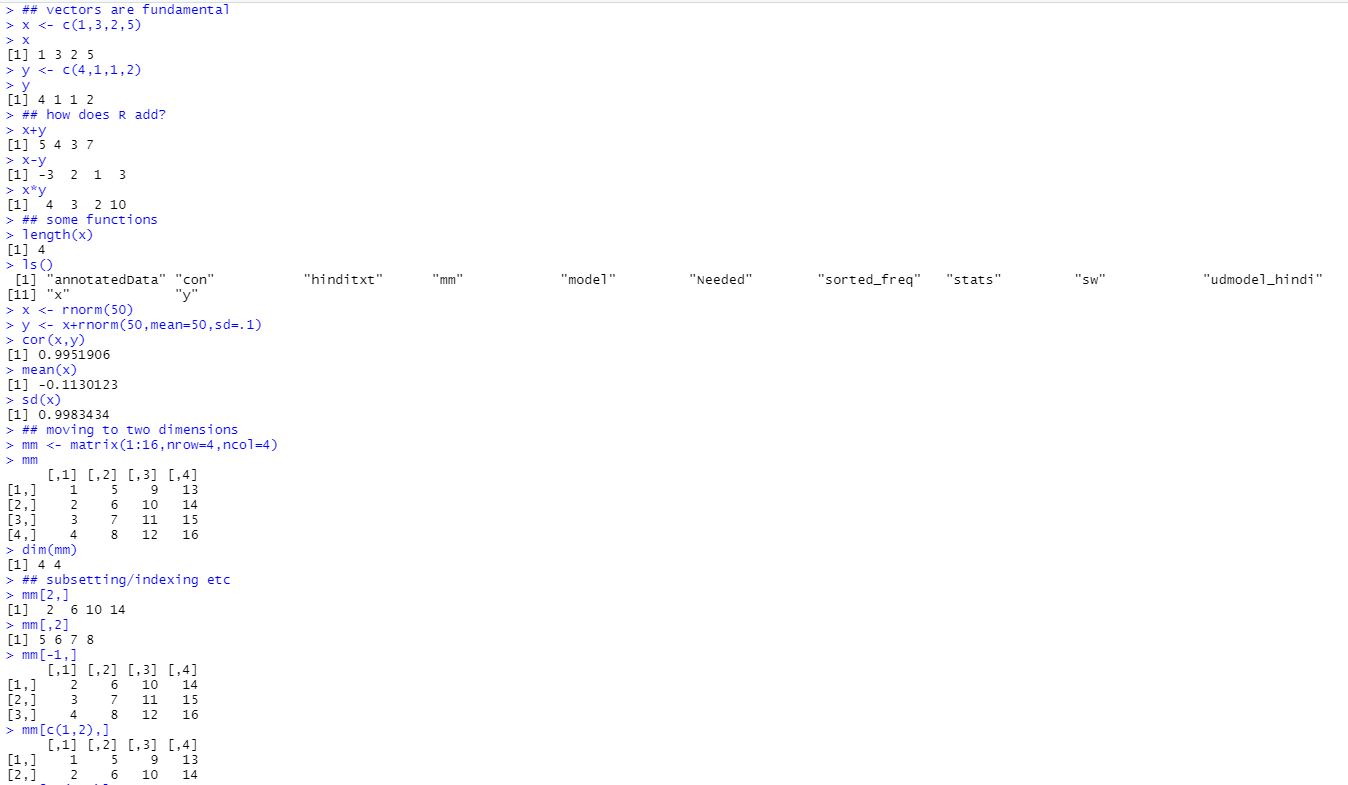 > ## vectors are fundamental
> x <- c(1,3,2,5)
> x
[1] 1 3 2 5
> y <- c(4,1,1,2)
> y
[1] 4 1 1 2
> ## how does R add?
> x+y
[1] 5 4 3 7
> x-y
[1] -3  2  1  3
> x*y
[1]  4  3  2 10
> ## some functions
> length(x)
[1] 4
> ls()
 [1] "annotatedData" "con"           "hinditxt"      "mm"            "model"         "Needed"        "sorted_freq"   "stats"         "sw"            "udmodel_hindi"
[11] "x"             "y"
> x <- rnorm(50)
> y <- x+rnorm(50,mean=50,sd=.1)
> cor(x,y)
[1] 0.9951906
> mean(x)
[1] -0.1130123
> sd(x)
[1] 0.9983434
> ## moving to two dimensions
> mm <- matrix(1:16,nrow=4,ncol=4)
> mm
     [,1] [,2] [,3] [,4]
[1,]    1    5    9   13
[2,]    2    6   10   14
[3,]    3    7   11   15
[4,]    4    8   12   16
> dim(mm)
[1] 4 4
> ## subsetting/indexing etc
> mm[2,]
[1]  2  6 10 14
> mm[,2]
[1] 5 6 7 8
> mm[-1,]
     [,1] [,2] [,3] [,4]
[1,]    2    6   10   14
[2,]    3    7   11   15
[3,]    4    8   12   16
> mm[c(1,2),]
     [,1] [,2] [,3] [,4]
[1,]    1    5    9   13
[2,]    2    6   10   14